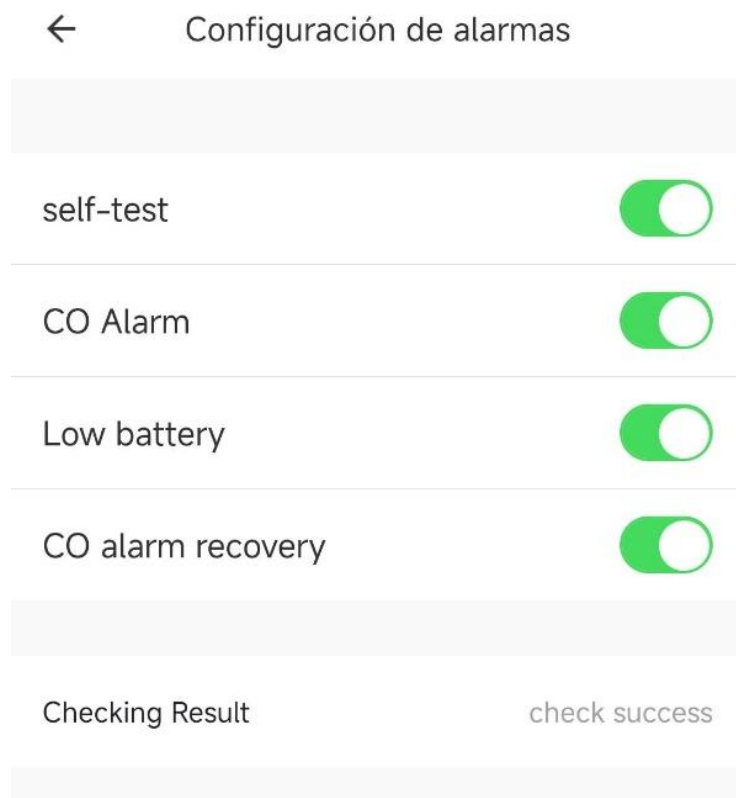 Configuración de alarmas
self-test
CO Alarm
Low battery
CO alarm recovery
Checking Result check success